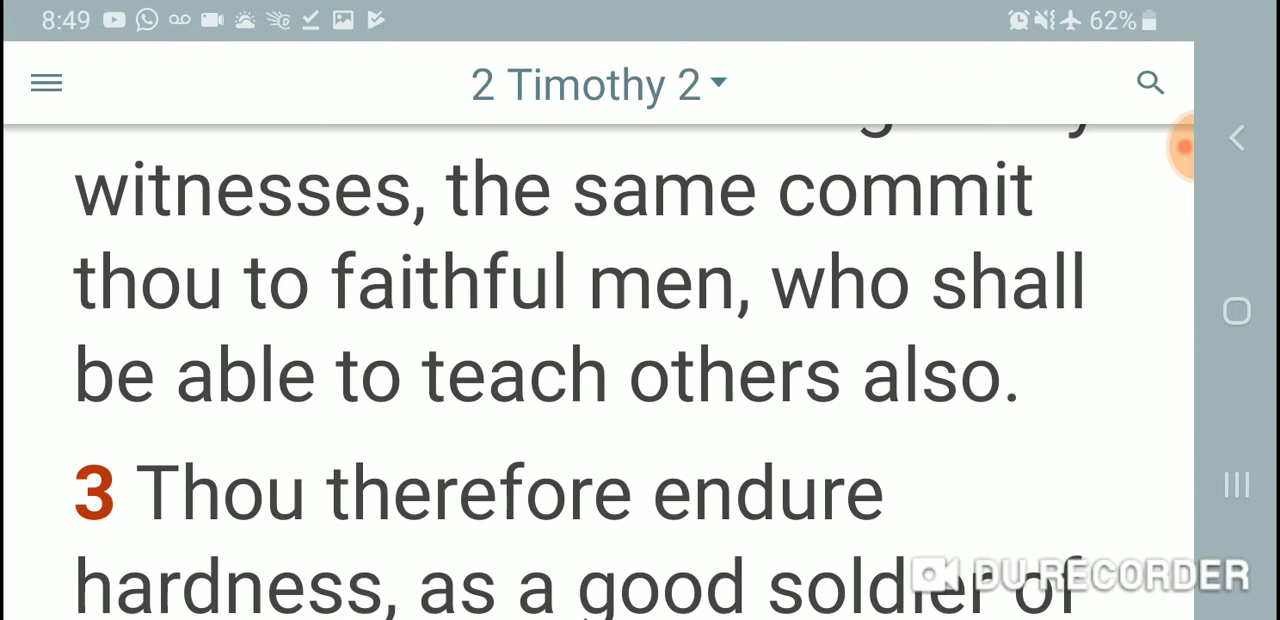 8:49 62%
2 Timothy 2
witnesses, the same commit
thou to faithful men, who shall
be able to teach others also.
3 Thou therefore endure
hardness, as a good soldier of
DU RECORDER